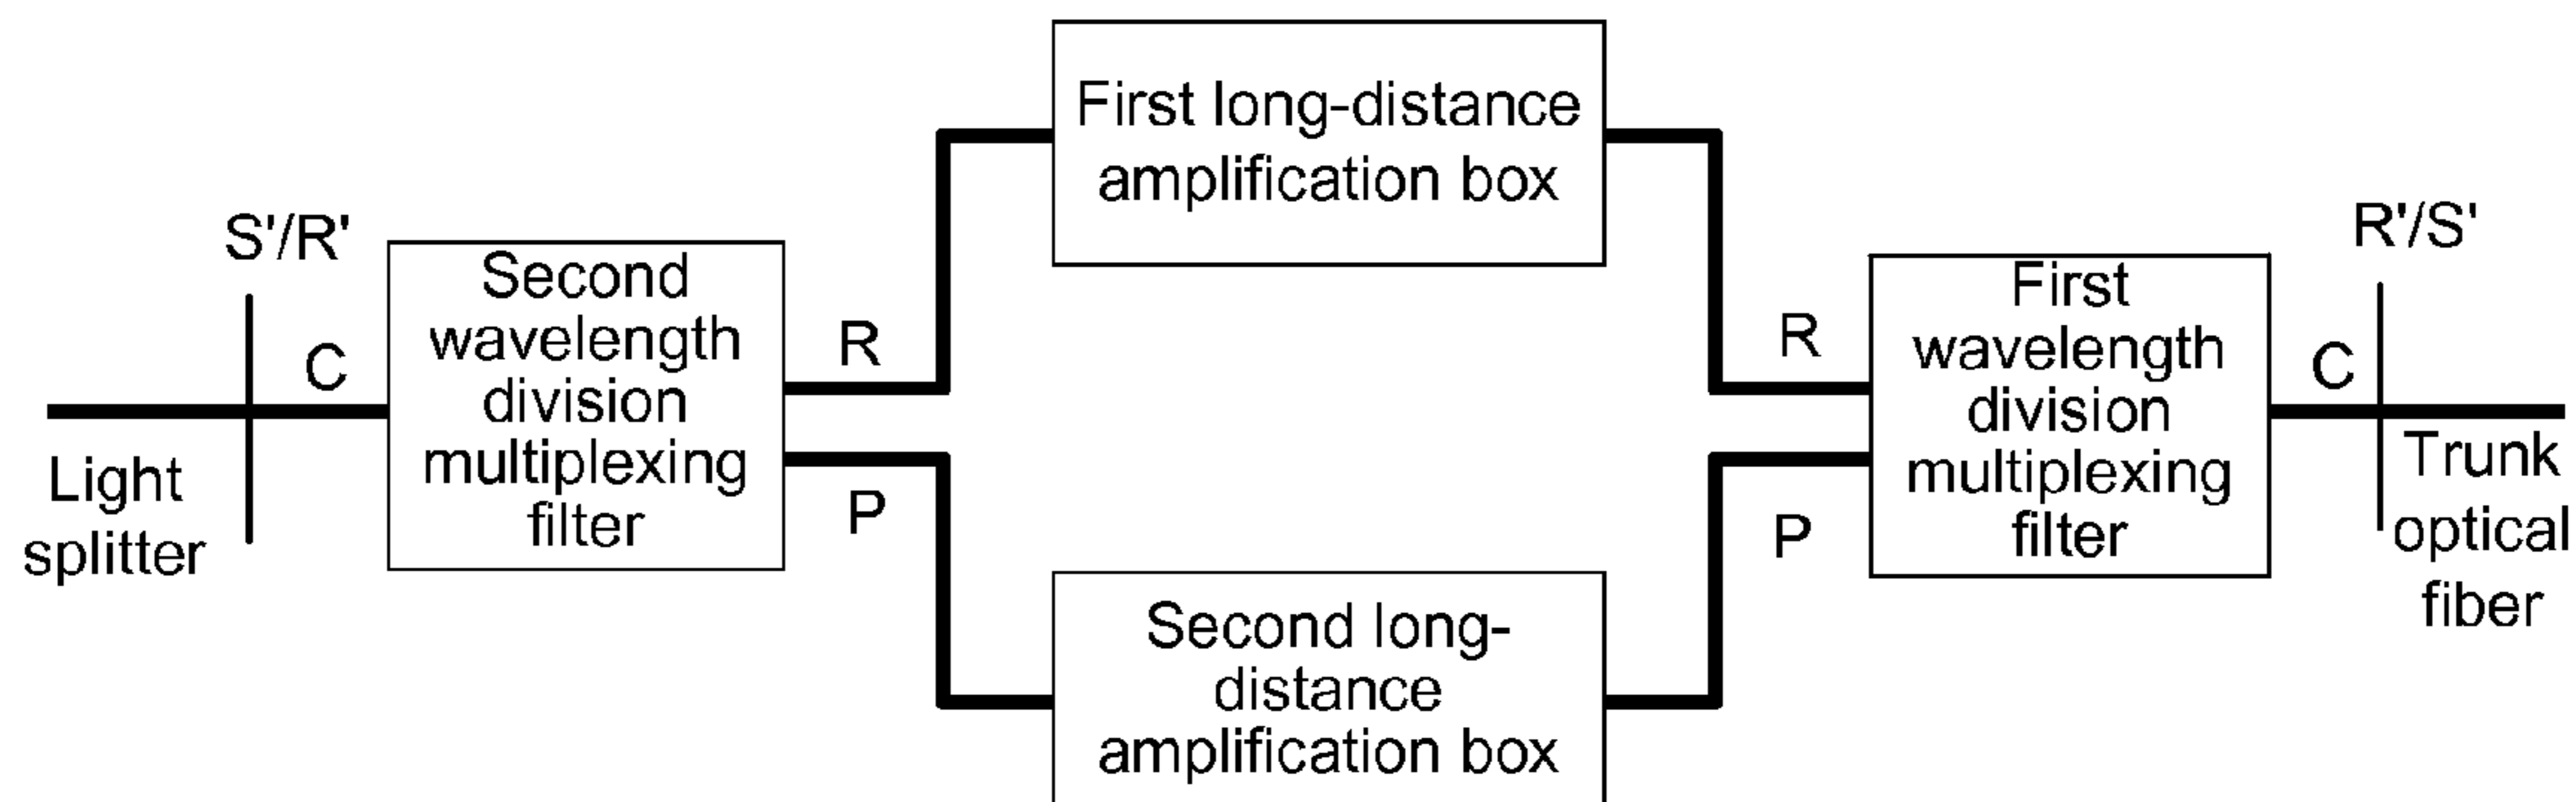 First long-distance
amplification box
S'/R'
R'/S'
Second
wavelength
division
multiplexing
filter
First
wavelength
division
multiplexing
filter
C
R
R
C
P
P
Light
splitter
Trunk
optical
fiber
Second long-
distance
amplification box